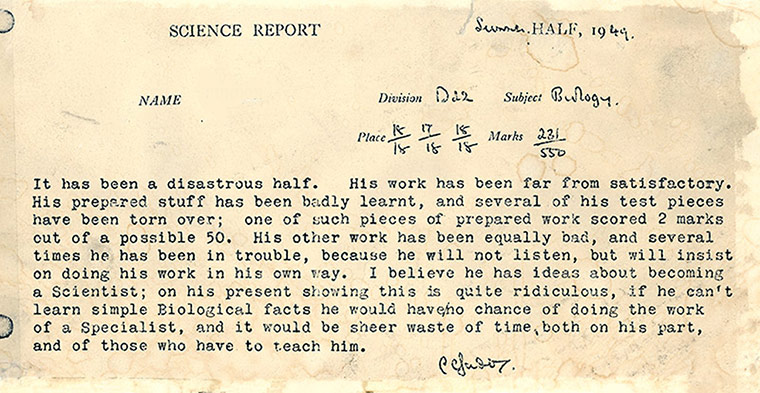 SCIENCE REPORT
Summer HALF, 1949.
NAME
Division D22 Subject Biology.
Place 18/18 17/18 18/18 Marks 231/550
It has been a disastrous half. His work has been far from satisfactory.
His prepared stuff has been badly learnt, and several of his test pieces
have been torn over; one of such pieces of prepared work scored 2 marks
out of a possible 50. His other work has been equally bad, and several
times he has been in trouble, because he will not listen, but will insist
on doing his work in his own way. I believe he has ideas about becoming
a Scientist; on his present showing this is quite ridiculous, if he can't
learn simple Biological facts he would have no chance of doing the work
of a Specialist, and it would be sheer waste of time, both on his part,
and of those who have to teach him.